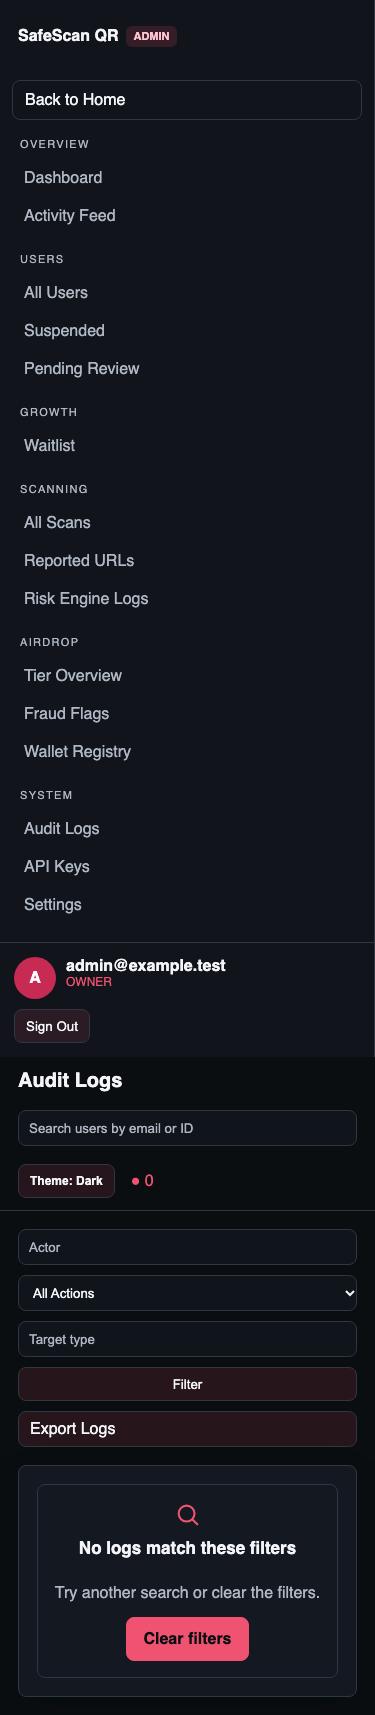 SafeScan QR ADMIN
Back to Home
OVERVIEW
Dashboard
Activity Feed
USERS
All Users
Suspended
Pending Review
GROWTH
Waitlist
SCANNING
All Scans
Reported URLs
Risk Engine Logs
AIRDROP
Tier Overview
Fraud Flags
Wallet Registry
SYSTEM
Audit Logs
API Keys
Settings
A
admin@example.test
OWNER
Sign Out
Audit Logs
Search users by email or ID
Theme: Dark
0
Actor
All Actions
Target type
Filter
Export Logs
No logs match these filters
Try another search or clear the filters.
Clear filters